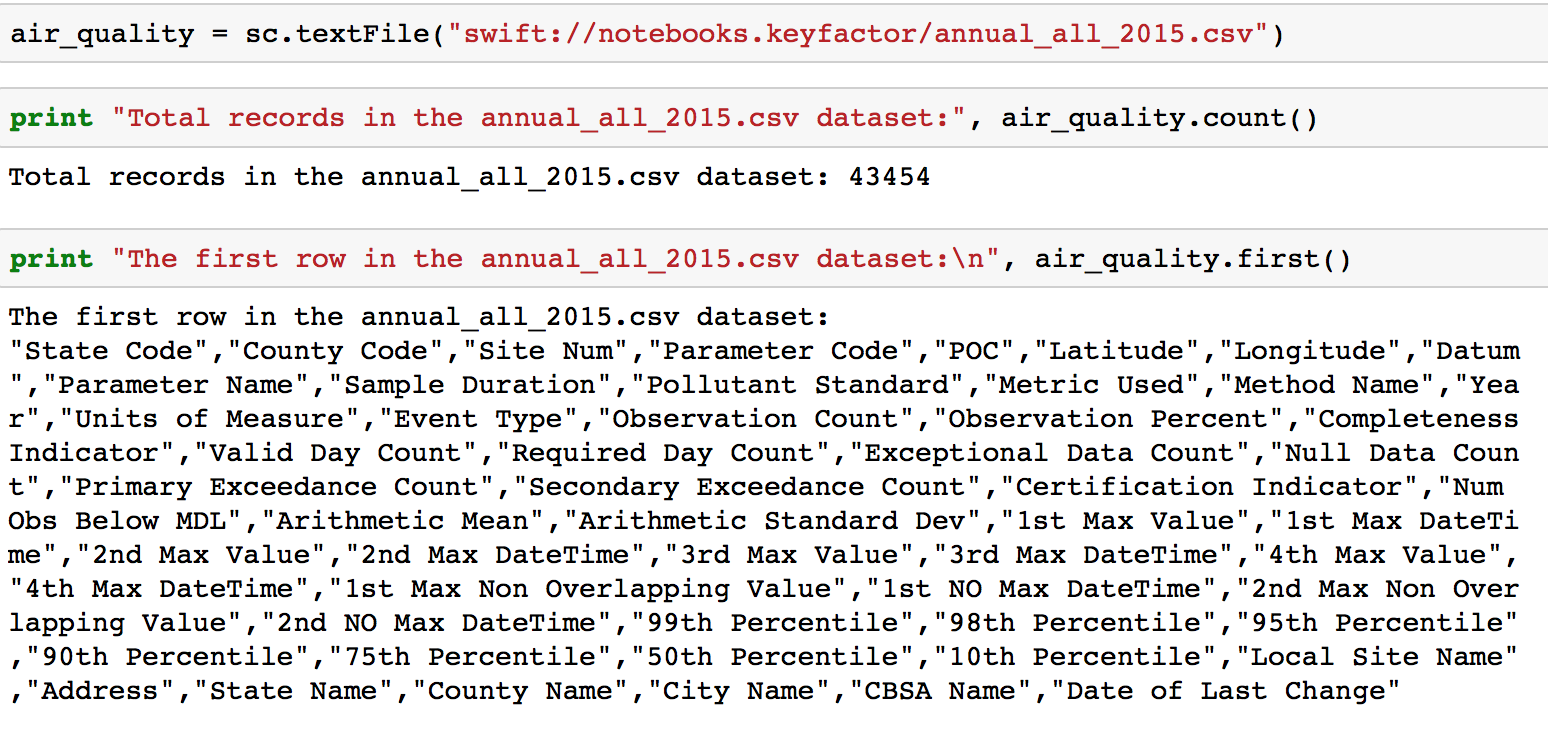 air_quality = sc.textFile("swift://notebooks.keyfactor/annual_all_2015.csv")
print "Total records in the annual_all_2015.csv dataset:", air_quality.count()
Total records in the annual_all_2015.csv dataset: 43454
print "The first row in the annual_all_2015.csv dataset:\n", air_quality.first()
The first row in the annual_all_2015.csv dataset:
"State Code","County Code","Site Num","Parameter Code","POC","Latitude","Longitude","Datum
","Parameter Name","Sample Duration","Pollutant Standard","Metric Used","Method Name","Yea
r","Units of Measure","Event Type","Observation Count","Observation Percent","Completeness
Indicator","Valid Day Count","Required Day Count","Exceptional Data Count","Null Data Coun
t","Primary Exceedance Count","Secondary Exceedance Count","Certification Indicator","Num
Obs Below MDL","Arithmetic Mean","Arithmetic Standard Dev","1st Max Value","1st Max DateTi
me","2nd Max Value","2nd Max DateTime","3rd Max Value","3rd Max DateTime","4th Max Value",
"4th Max DateTime","1st Max Non Overlapping Value","1st NO Max DateTime","2nd Max Non Over
lapping Value","2nd NO Max DateTime","99th Percentile","98th Percentile","95th Percentile"
,"90th Percentile","75th Percentile","50th Percentile","10th Percentile","Local Site Name"
,"Address","State Name","County Name","City Name","CBSA Name","Date of Last Change"